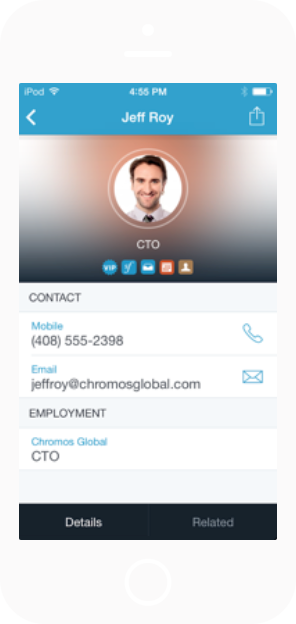 iPod 4:55 PM
Jeff Roy
CTO
VIP
CONTACT
Mobile
(408) 555-2398
Email
jeffroy@chromosglobal.com
EMPLOYMENT
Chromos Global
CTO
Details Related